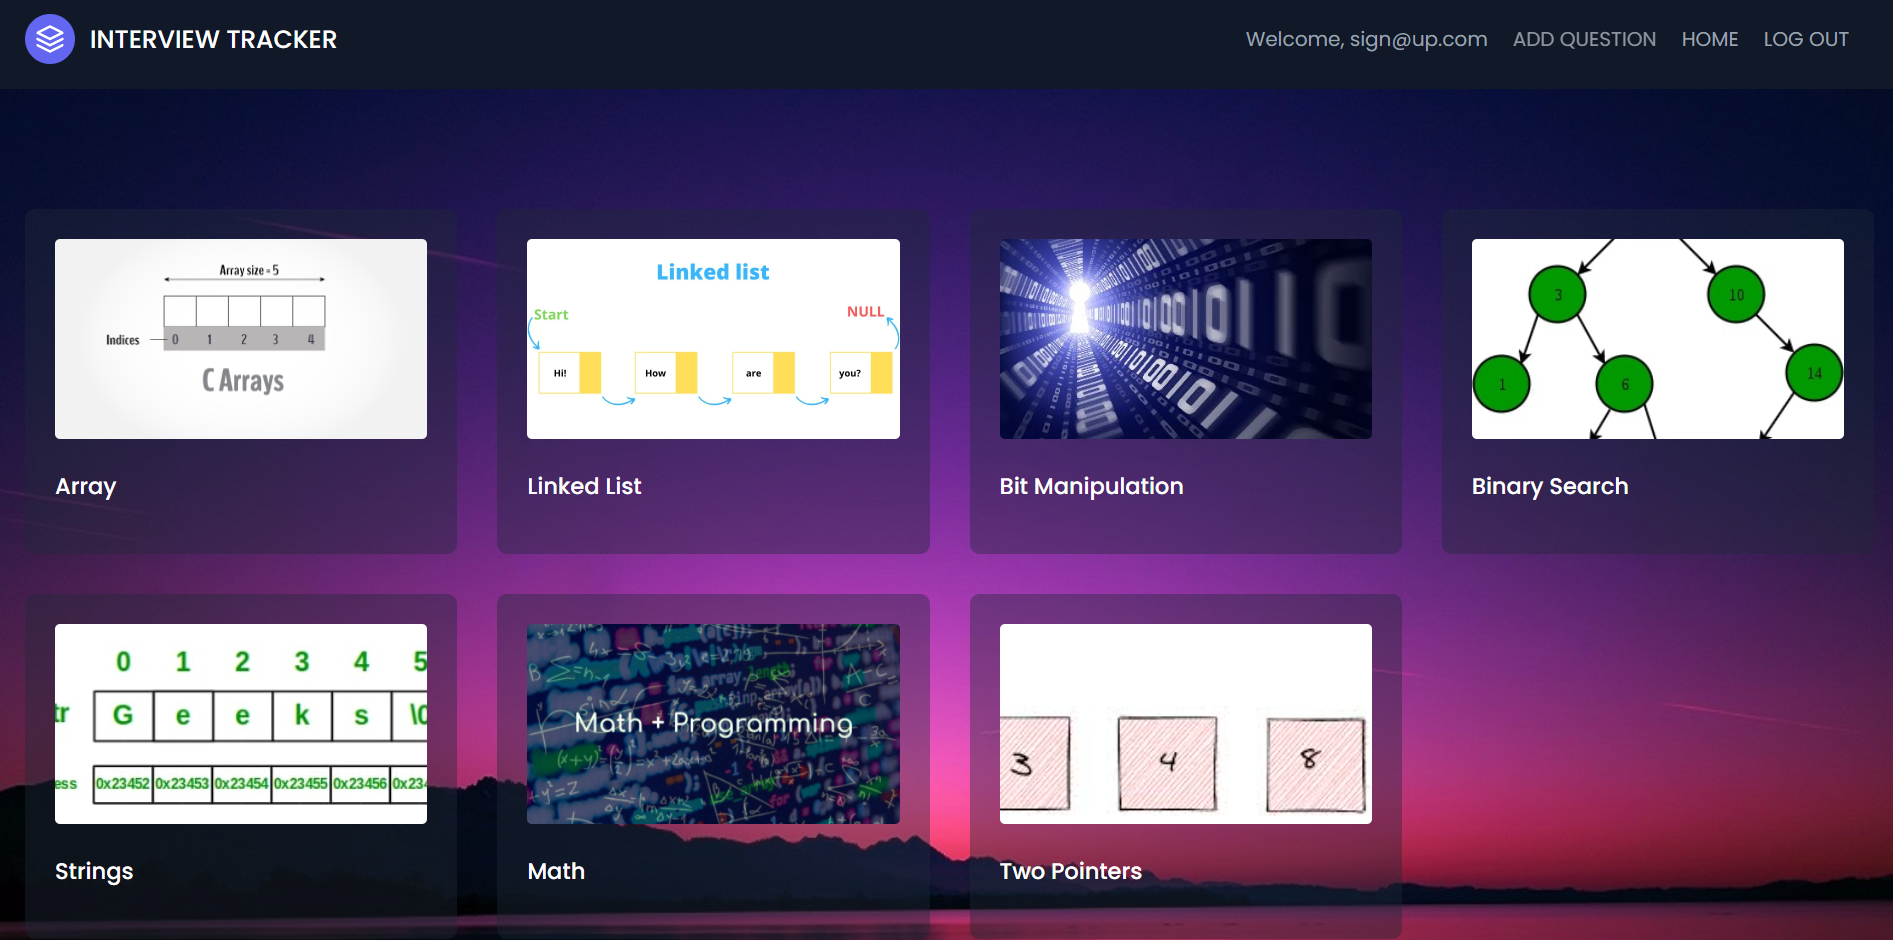 INTERVIEW TRACKER
Welcome, sign@up.com ADD QUESTION HOME LOG OUT
Array size = 5
Indices 0 1 2 3 4
C Arrays
Array
Linked list
Start
NULL
Hi! How are you?
Linked List
Bit Manipulation
3 10
1 6 14
Binary Search
0 1 2 3 4 5
tr G e e k s \0
ess 0x23452 0x23453 0x23454 0x23455 0x23456 0x234
Strings
Math + Programming
Math
3 4 8
Two Pointers